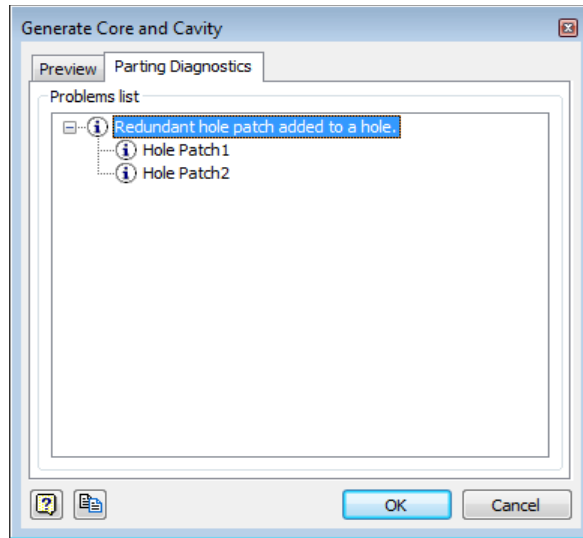 Generate Core and Cavity
Preview
Parting Diagnostics
Problems list
Redundant hole patch added to a hole.
Hole Patch1
Hole Patch2
OK
Cancel